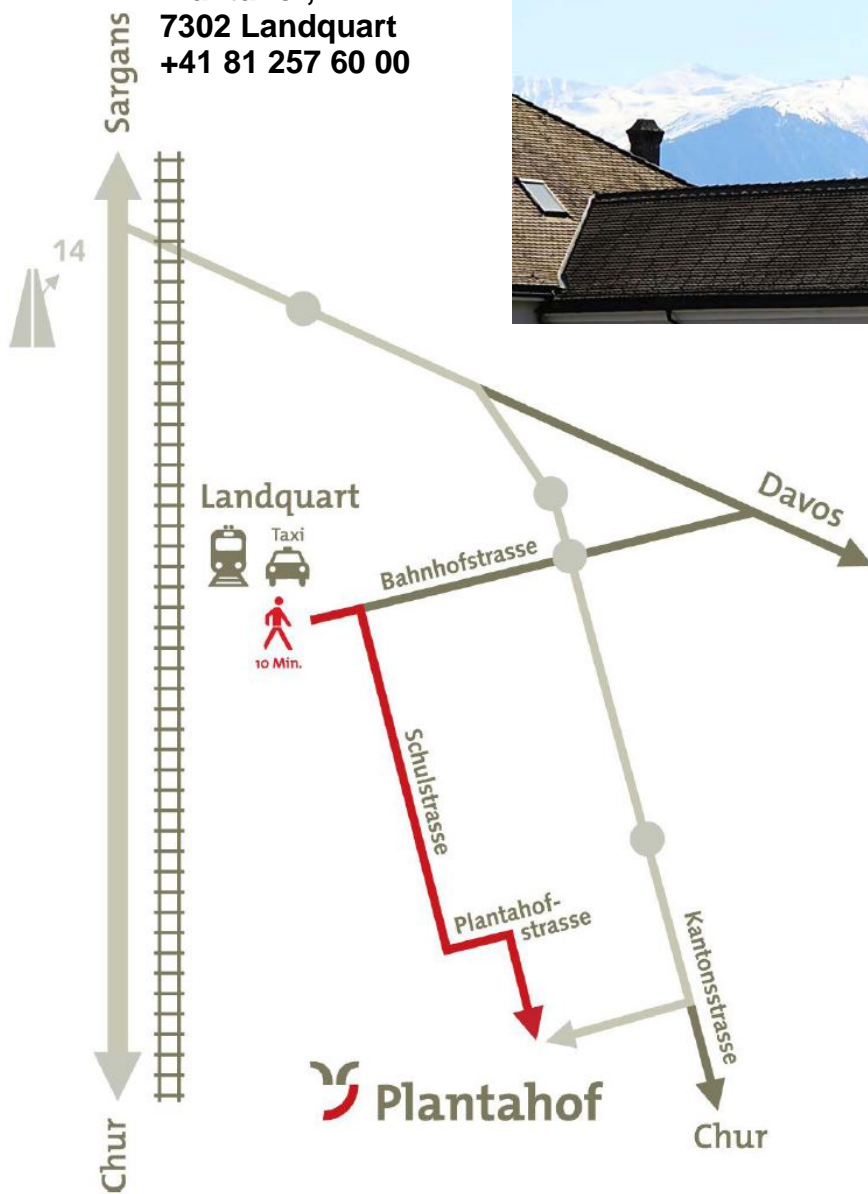 7302 Landquart
+41 81 257 60 00
Sargans
14
Landquart
Taxi
10 Min.
Bahnhofstrasse
Davos
Schulstrasse
Plantahof-
strasse
Kantonsstrasse
Plantahof
Chur
Chur